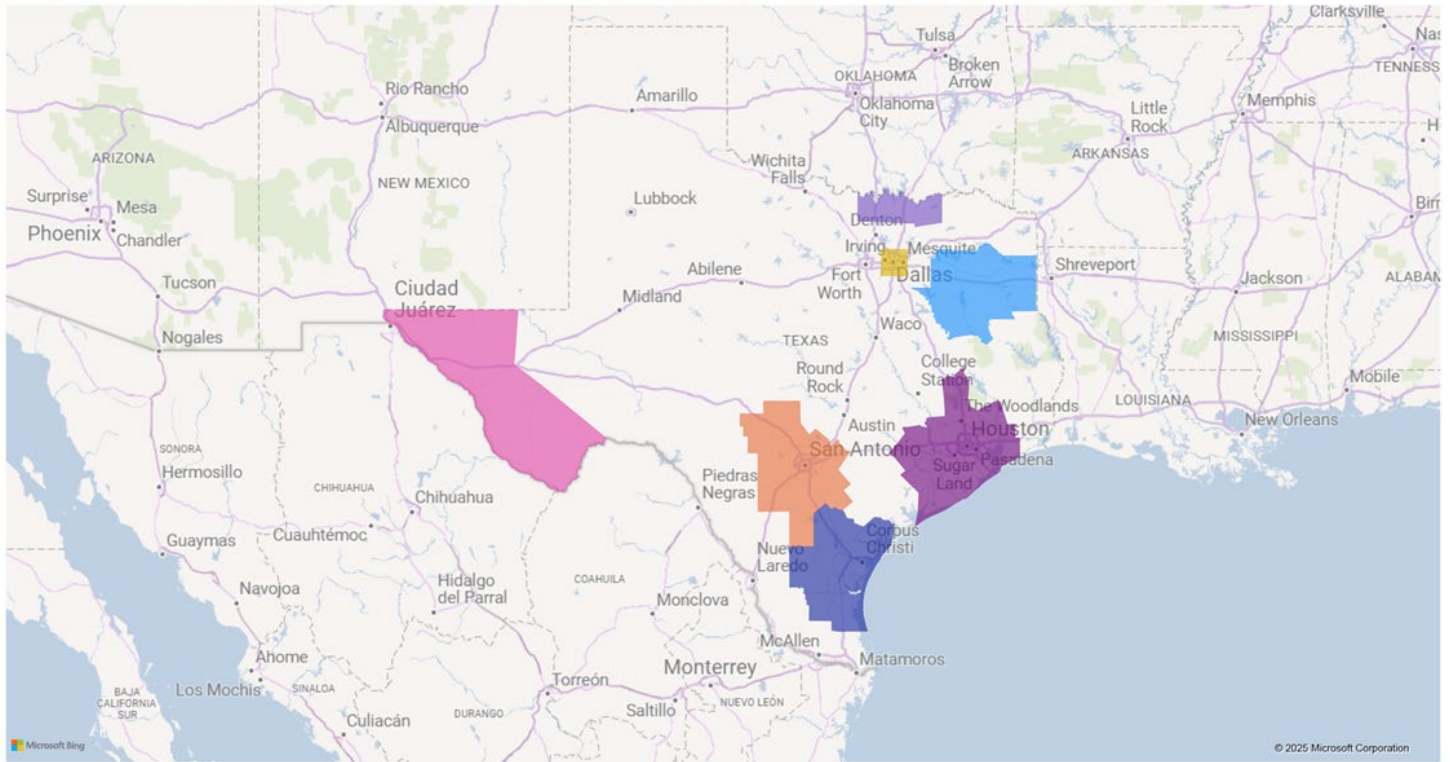 Clarksville
Tulsa
Nas
Broken
Arrow
TENNESS
OKLAHOMA
Rio Rancho
Amarillo
Oklahoma
City
Little
Rock
Memphis
Albuquerque
H
ARIZONA
Wichita
Falls
ARKANSAS
NEW MEXICO
Surprise
Mesa
Lubbock
Birr
Phoenix
Chandler
Denton
Irving
Mesquite
Dallas
Shreveport
Abilene
Fort
Worth
Jackson
ALABAM
Tucson
Ciudad
Juárez
Midland
Nogales
Waco
TEXAS
MISSISSIPPI
College
Station
Round
Rock
Mobile
The Woodlands
LOUISIANA
Houston
New Orleans
Austin
San Antonio
Pasadena
Sugar
Land
SONORA
Hermosillo
Piedras
Negras
CHIHUAHUA
Chihuahua
Cuauhtémoc
Corpus
Christi
Guaymas
Nuevo
Laredo
COAHUILA
Navojoa
Hidalgo
del Parral
Monclova
McAllen
Matamoros
Ahome
Monterrey
Los Mochis
SINALOA
Torreón
BAJA
CALIFORNIA
SUR
NUEVO LEÓN
DURANGO
Saltillo
Culiacán
Microsoft Bing
© 2025 Microsoft Corporation